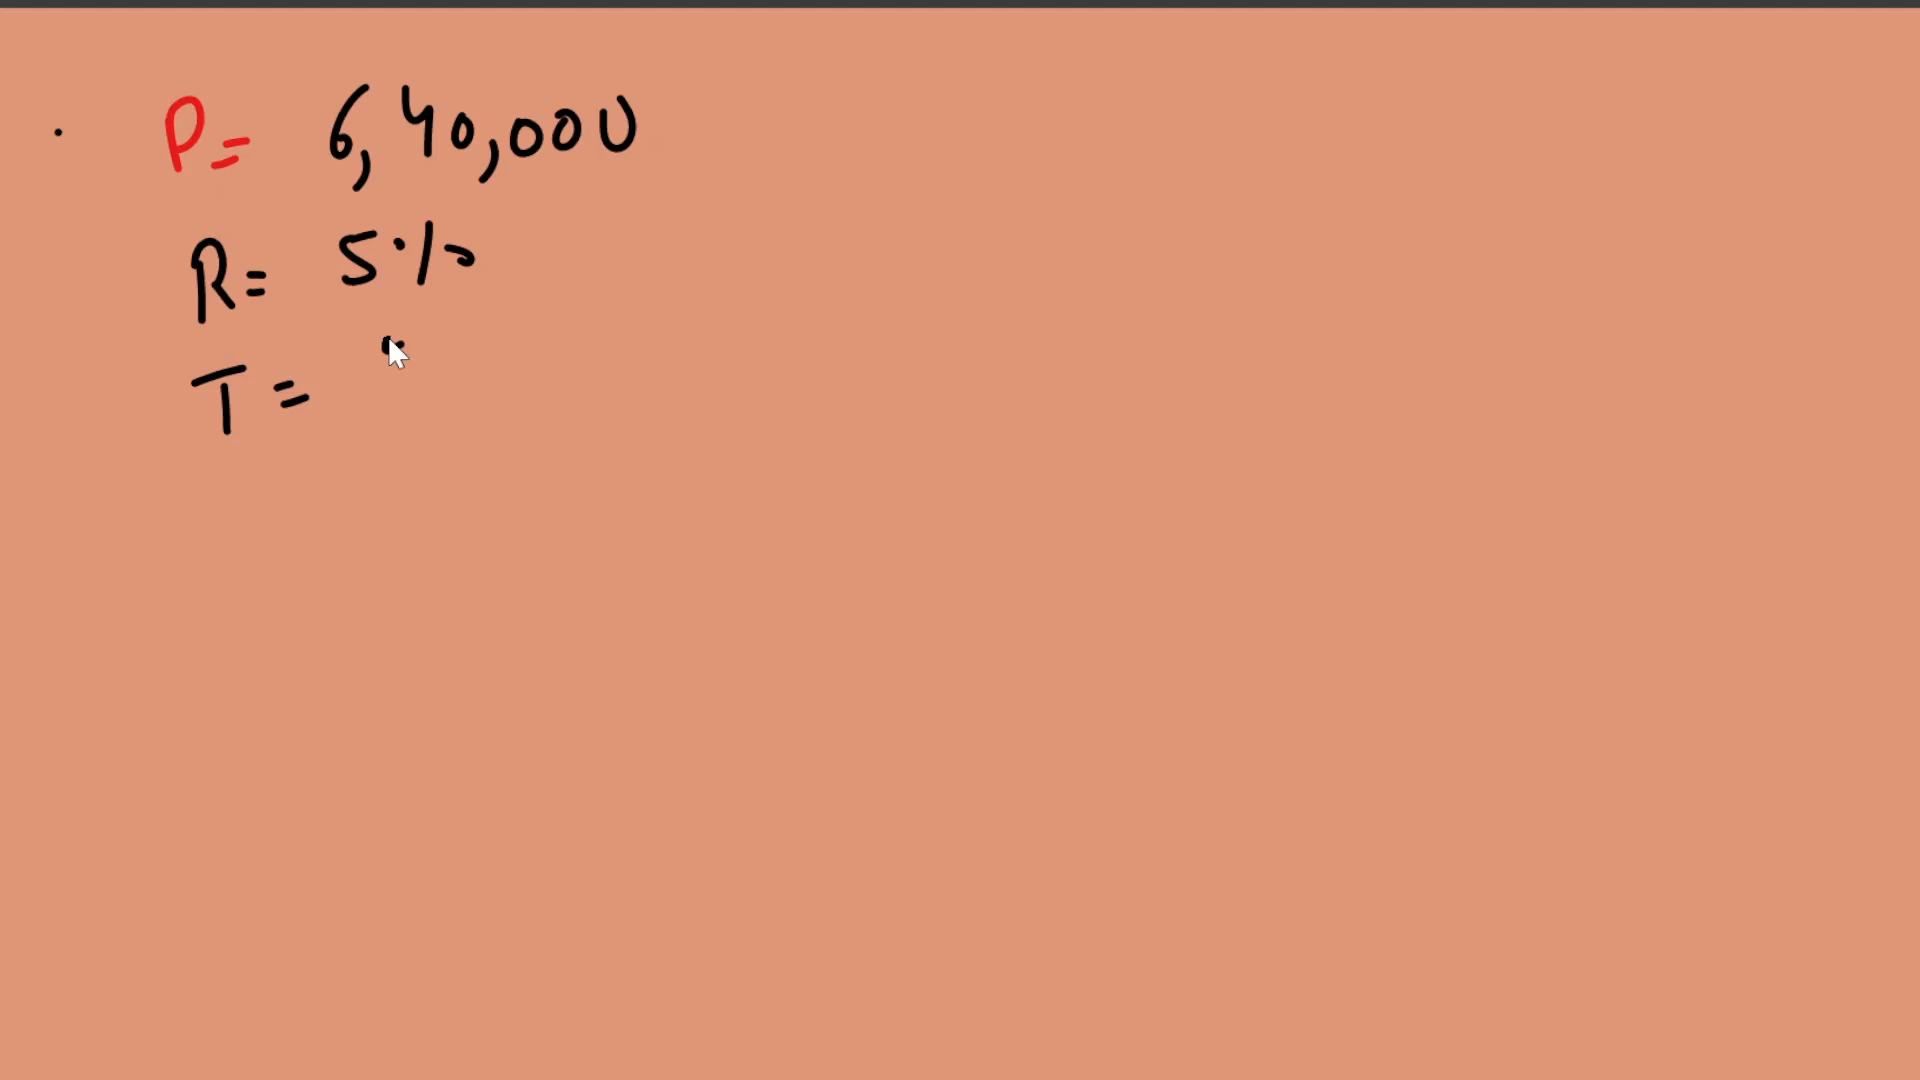 P= 6,40,000
R= 5%
T=